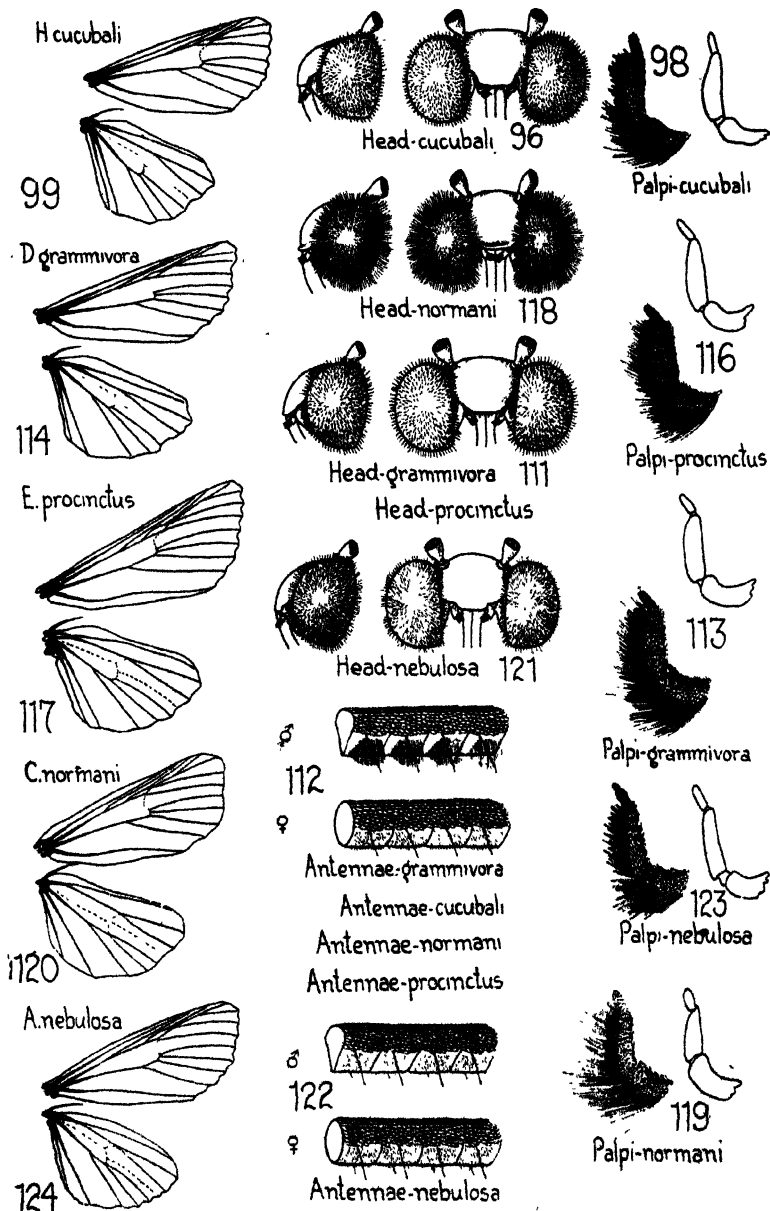 H cucubali
99
D grammivora
114
E. procinctus
117
C. normani
120
A. nebulosa
124
Head-cucubali 96
Head-normani 118
Head-grammivora 111
Head-procinctus
Head-nebulosa 121
♂
112
♀
Antennae-grammivora
Antennae-cucubali
Antennae-normani
Antennae-procinctus
♂
122
♀
Antennae-nebulosa
98
Palpi-cucubali
116
Palpi-procinctus
113
Palpi-grammivora
123
Palpi-nebulosa
119
Palpi-normani